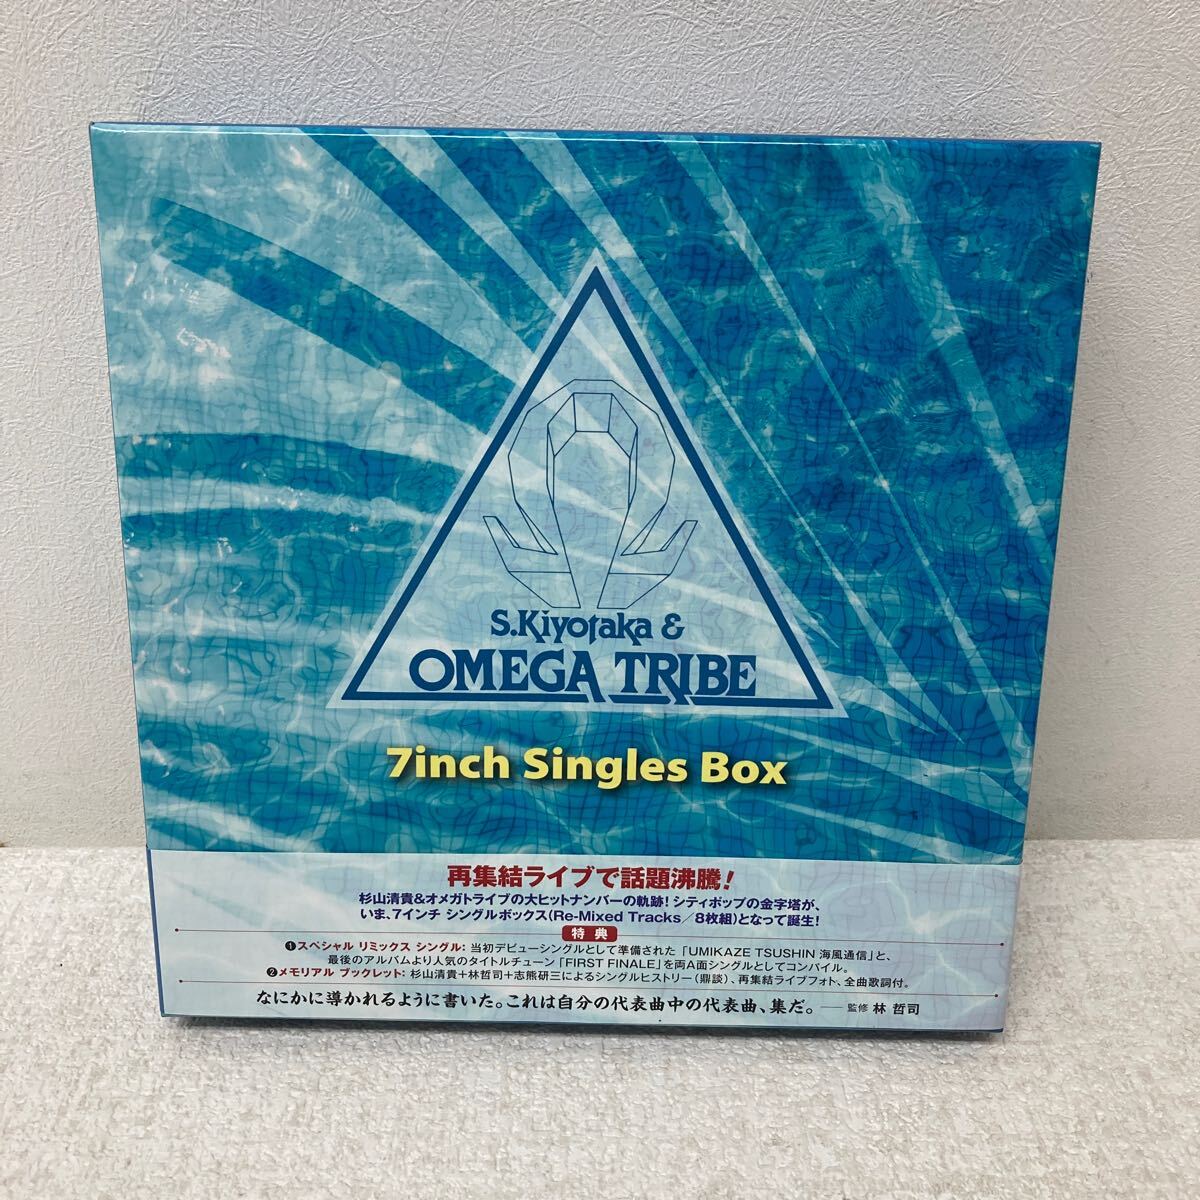 S.Kiyotaka &
OMEGA TRIBE
7inch Singles Box
再集結ライブで話題沸騰!
杉山清貴&オメガトライブの大ヒットナンバーの軌跡! シティポップの金字塔が、
いま、7インチ シングルボックス(Re-Mixed Tracks/8枚組)となって誕生!
特典
❶スペシャル リミックス シングル: 当初デビューシングルとして準備された「UMIKAZE TSUSHIN 海風通信」と、
最後のアルバムより人気のタイトルチューン「FIRST FINALE」を両A面シングルとしてコンパイル。
❷メモリアル ブックレット: 杉山清貴+林哲司+志熊研三によるシングルヒストリー(鼎談)、再集結ライブフォト、全曲歌詞付。
なにかに導かれるように書いた。これは自分の代表曲中の代表曲、集だ。 ── 監修 林 哲司